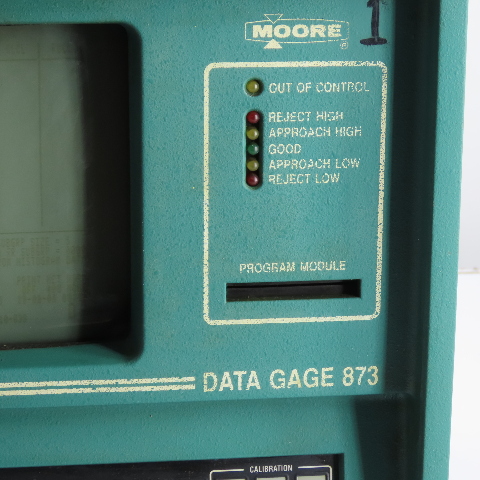 1
MOORE
®
OUT OF CONTROL
REJECT HIGH
APPROACH HIGH
GOOD
APPROACH LOW
REJECT LOW
PROGRAM MODULE
DATA GAGE 873
CALIBRATION